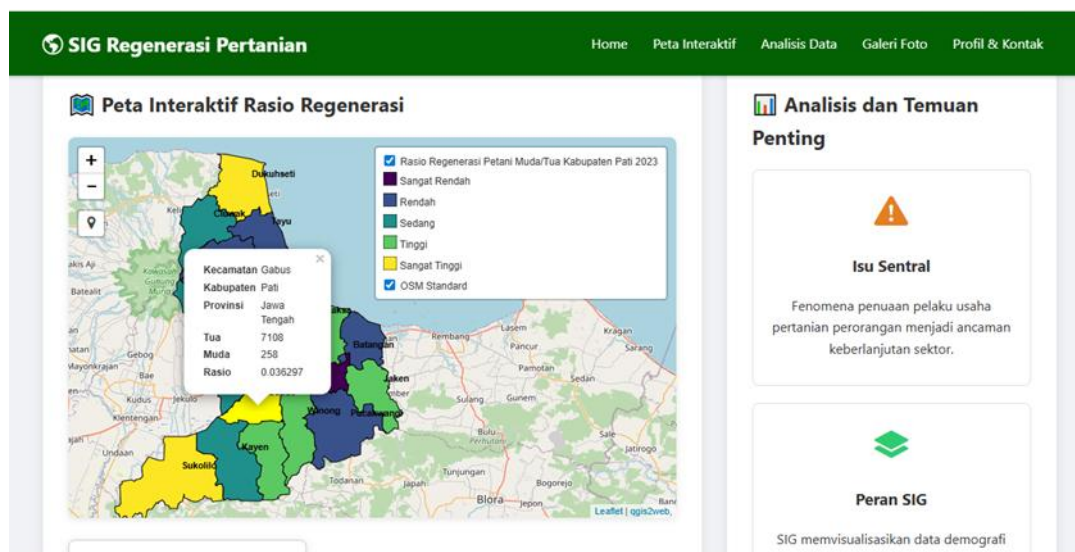 SIG Regenerasi Pertanian
Home Peta Interaktif Analisis Data Galeri Foto Profil & Kontak
Peta Interaktif Rasio Regenerasi
+
−
Rasio Regenerasi Petani Muda/Tua Kabupaten Pati 2023
Sangat Rendah
Rendah
Sedang
Tinggi
Sangat Tinggi
OSM Standard
×
Kecamatan Gabus
Kabupaten Pati
Provinsi Jawa
Tengah
Tua 7108
Muda 258
Rasio 0.036297
Dukuhseti
Cluwak
Tayu
Batealit
Gebog
Mayonkrajan
Bae
Kudus
Jekulo
Klentengan
Undaan
Batangan
Jaken
Winong
Pucakwangi
Kayen
Sukolilo
Rembang
Lasem
Pancur
Kragan
Sarang
Pamotan
Sedan
Sulang
Gunem
Bulu
Perhutani
Sale
Jatirogo
Tunjungan
Bogorejo
Todanan
Japah
Blora
Jepon
Leaflet | qgis2web,
Analisis dan Temuan
Penting
Isu Sentral
Fenomena penuaan pelaku usaha
pertanian perorangan menjadi ancaman
keberlanjutan sektor.
Peran SIG
SIG memvisualisasikan data demografi